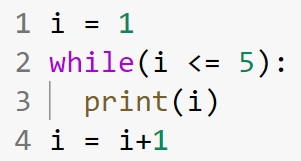 1 i = 1
2 while(i <= 5):
3   print(i)
4 i = i+1